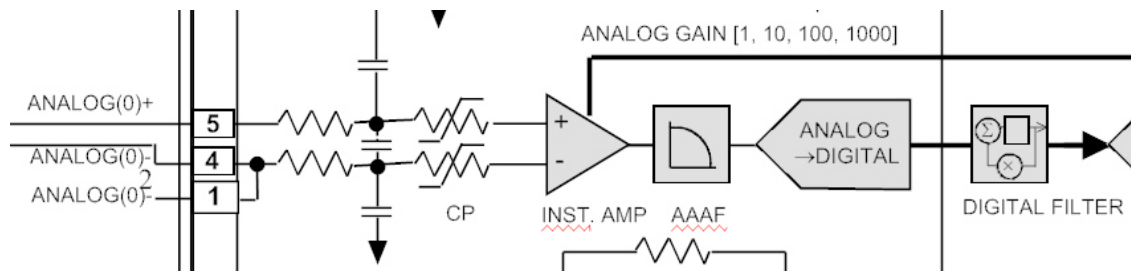 ANALOG GAIN [1, 10, 100, 1000]
ANALOG(0)+
5
+
ANALOG
→DIGITAL
ANALOG(0)-
4
-
2
ANALOG(0)-
1
CP
INST. AMP
AAAF
DIGITAL FILTER
Σ
×